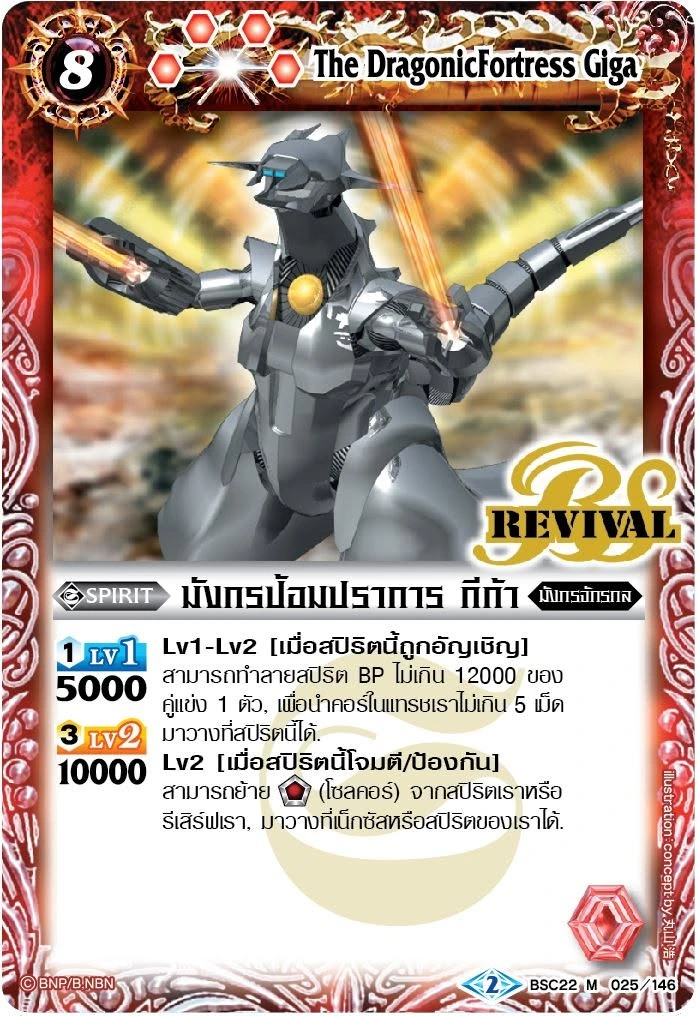 8
The DragonicFortress Giga
BS
REVIVAL
SPIRIT
มังกรป้อมปราการ กีก้า
มังกรจักรกล
1 LV1
5000
3 LV2
10000
Lv1-Lv2 [เมื่อสปิริตนี้ถูกอัญเชิญ]
สามารถทำลายสปิริต BP ไม่เกิน 12000 ของ
คู่แข่ง 1 ตัว, เพื่อนำคอร์ในแทรชเราไม่เกิน 5 เม็ด
มาวางที่สปิริตนี้ได้.
Lv2 [เมื่อสปิริตนี้โจมตี/ป้องกัน]
สามารถย้าย (โซลคอร์) จากสปิริตเราหรือ
รีเสิร์ฟเรา, มาวางที่เน็กซัสหรือสปิริตของเราได้.
illustration:concept by 丸山 浩
©BNP/B.NBN
2
BSC22 M 025/146